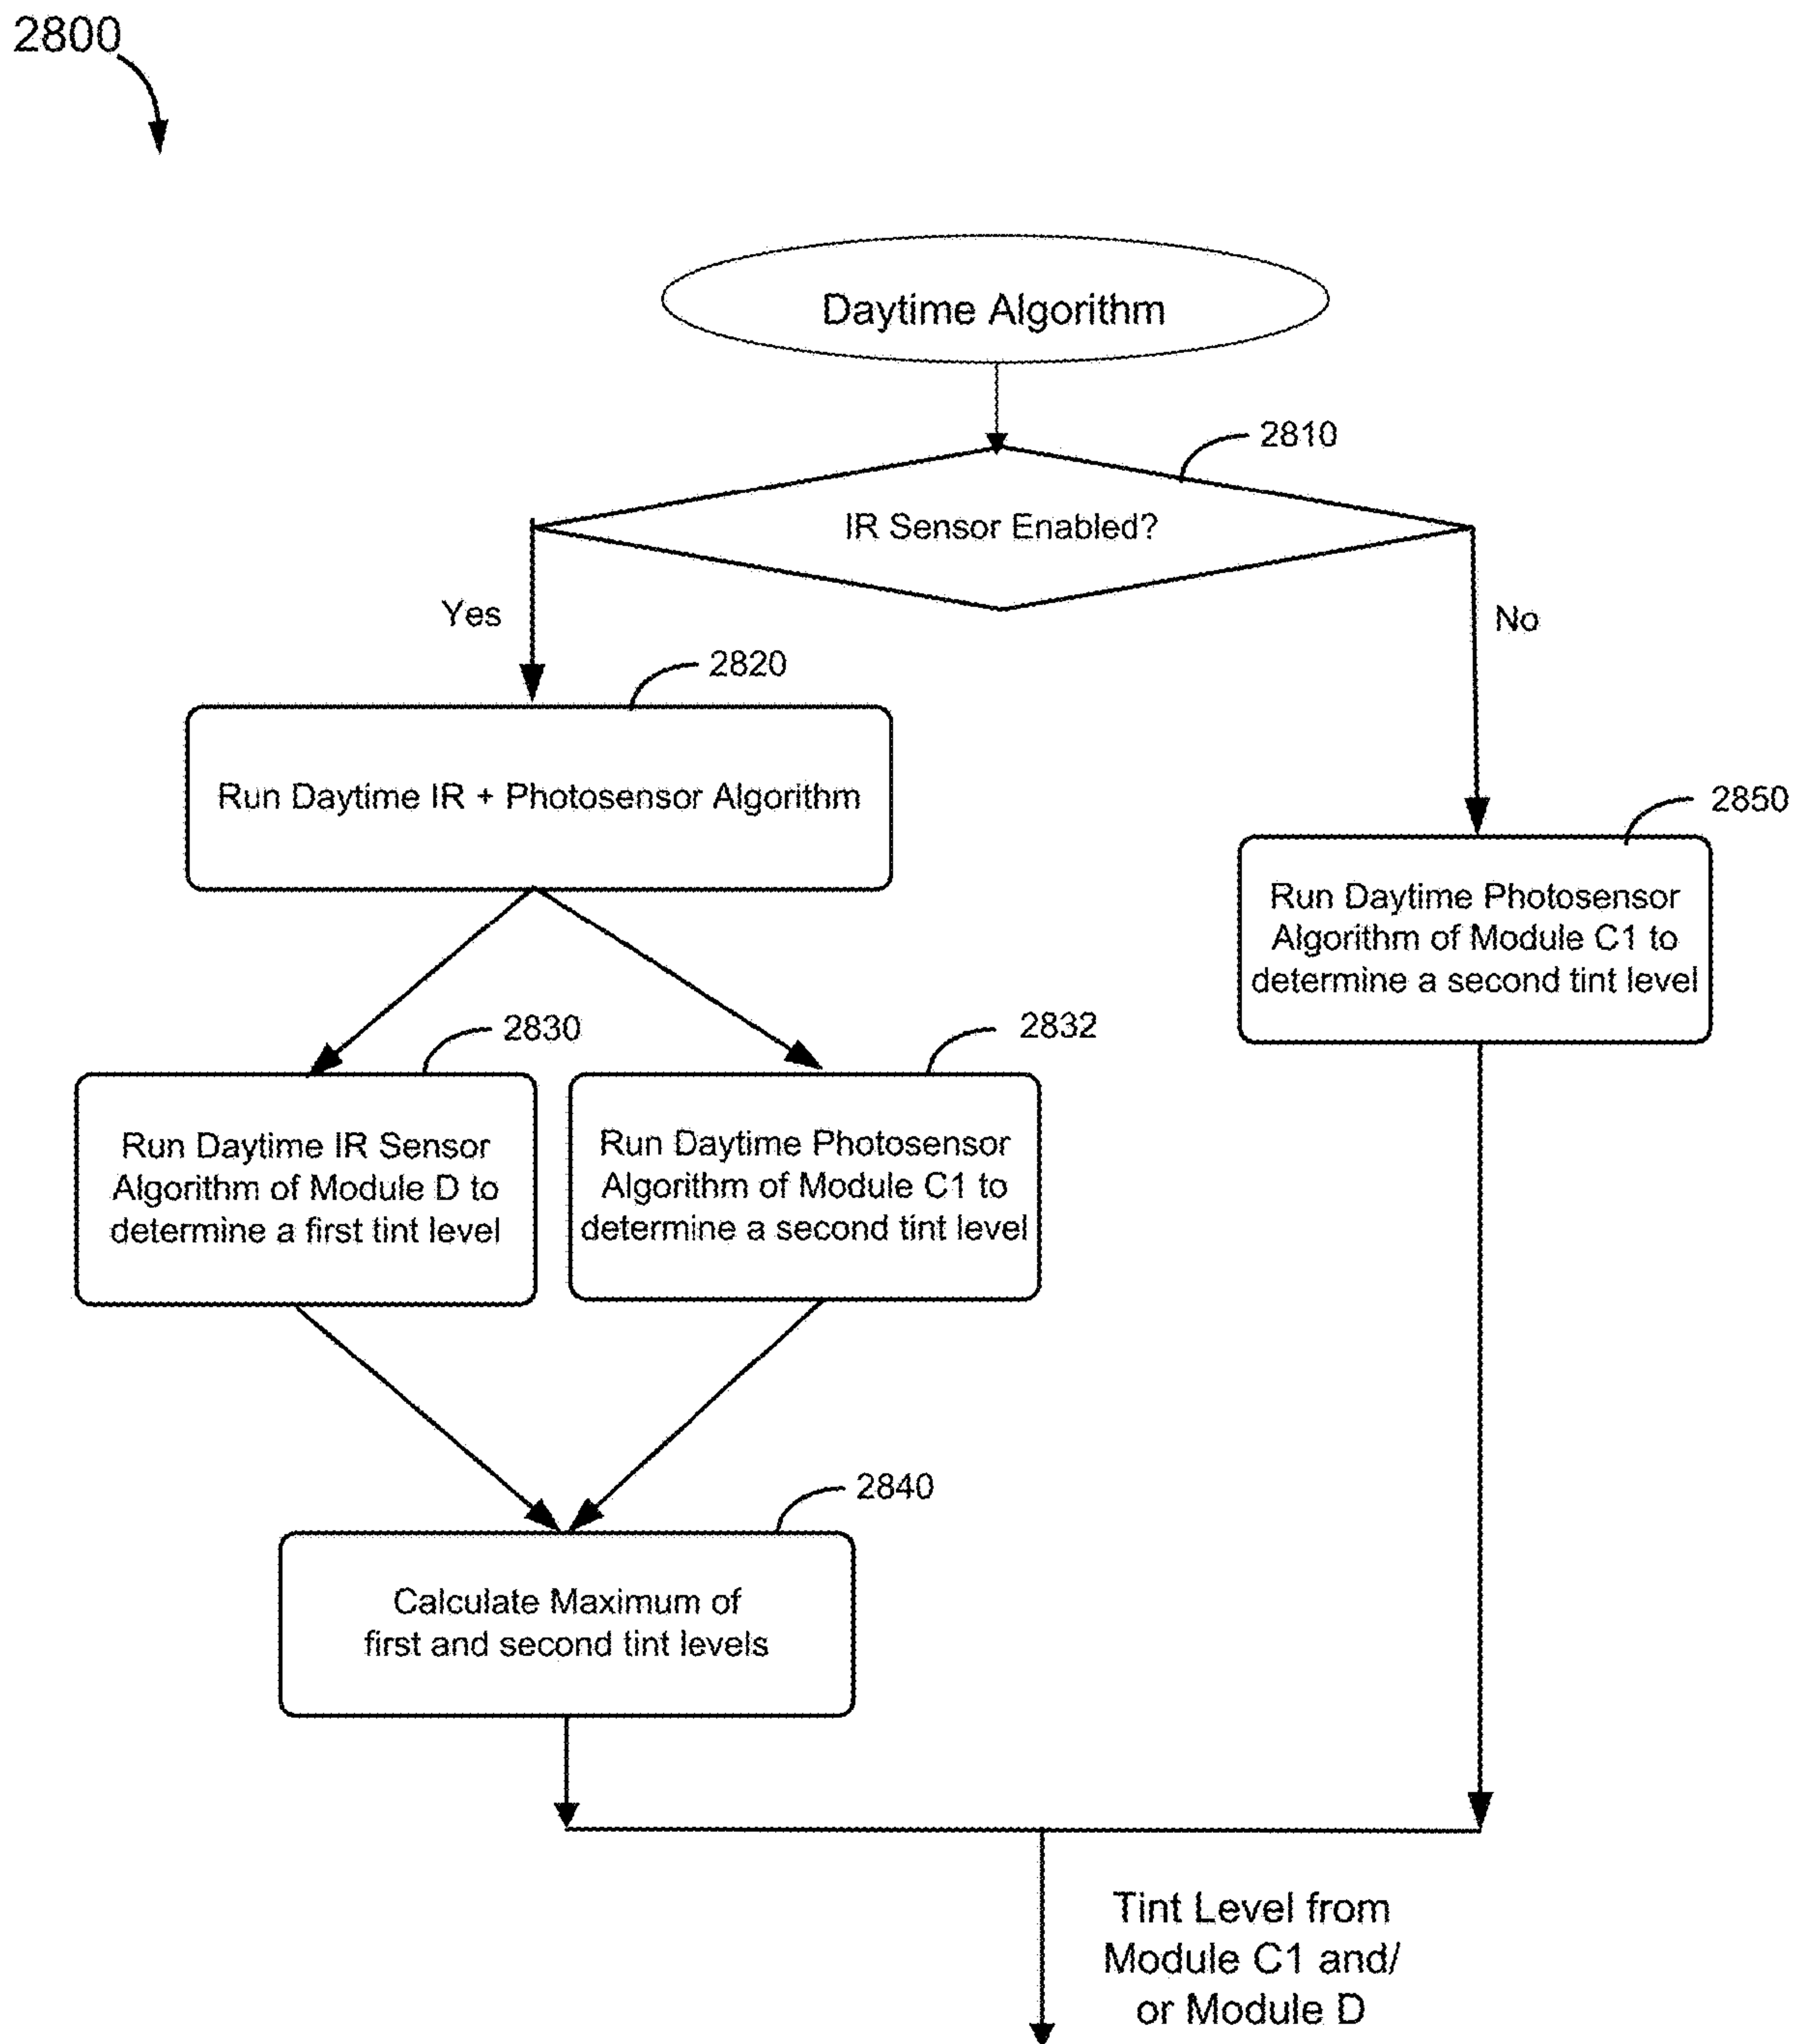 2800
Daytime Algorithm
2810
IR Sensor Enabled?
Yes
No
2820
Run Daytime IR + Photosensor Algorithm
2850
Run Daytime Photosensor
Algorithm of Module C1 to
determine a second tint level
2830
Run Daytime IR Sensor
Algorithm of Module D to
determine a first tint level
2832
Run Daytime Photosensor
Algorithm of Module C1 to
determine a second tint level
2840
Calculate Maximum of
first and second tint levels
Tint Level from
Module C1 and/
or Module D